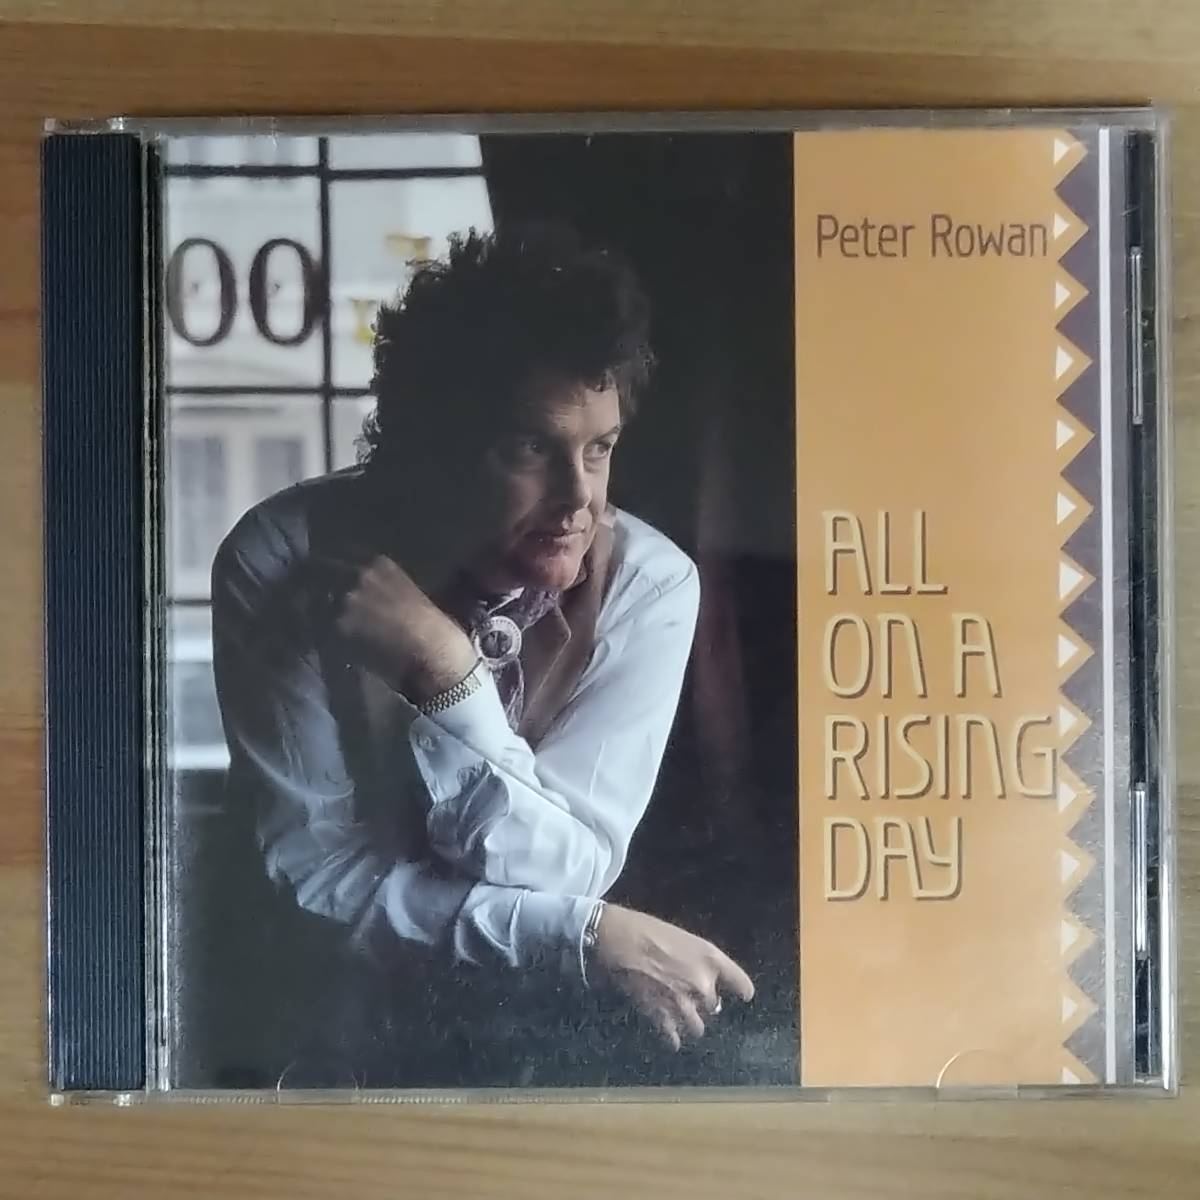 00
Peter Rowan
ALL
ON A
RISING
DAY